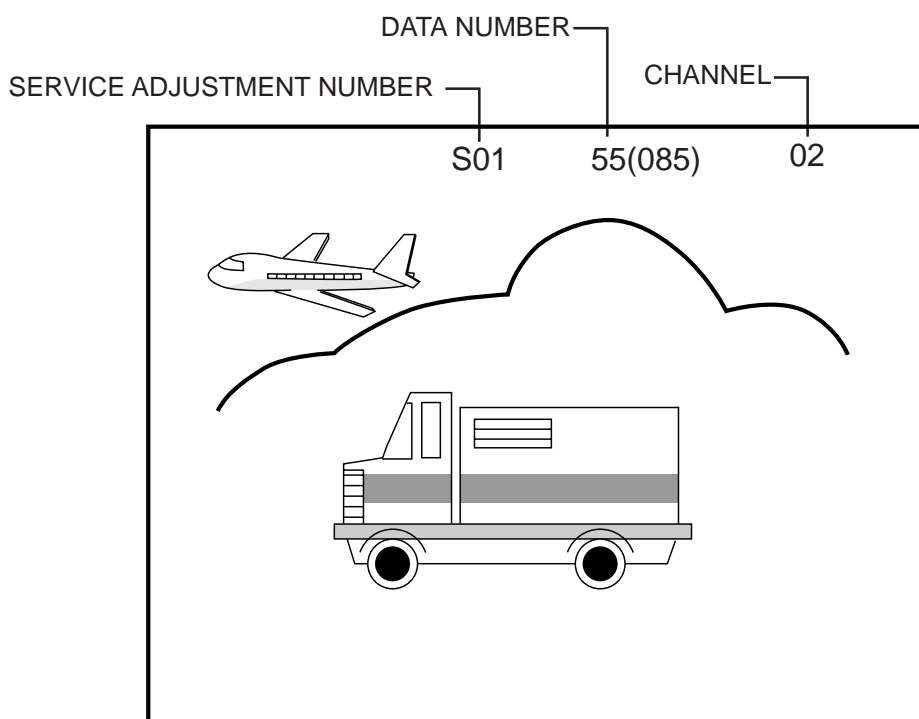 DATA NUMBER
CHANNEL
SERVICE ADJUSTMENT NUMBER
S01 55(085) 02